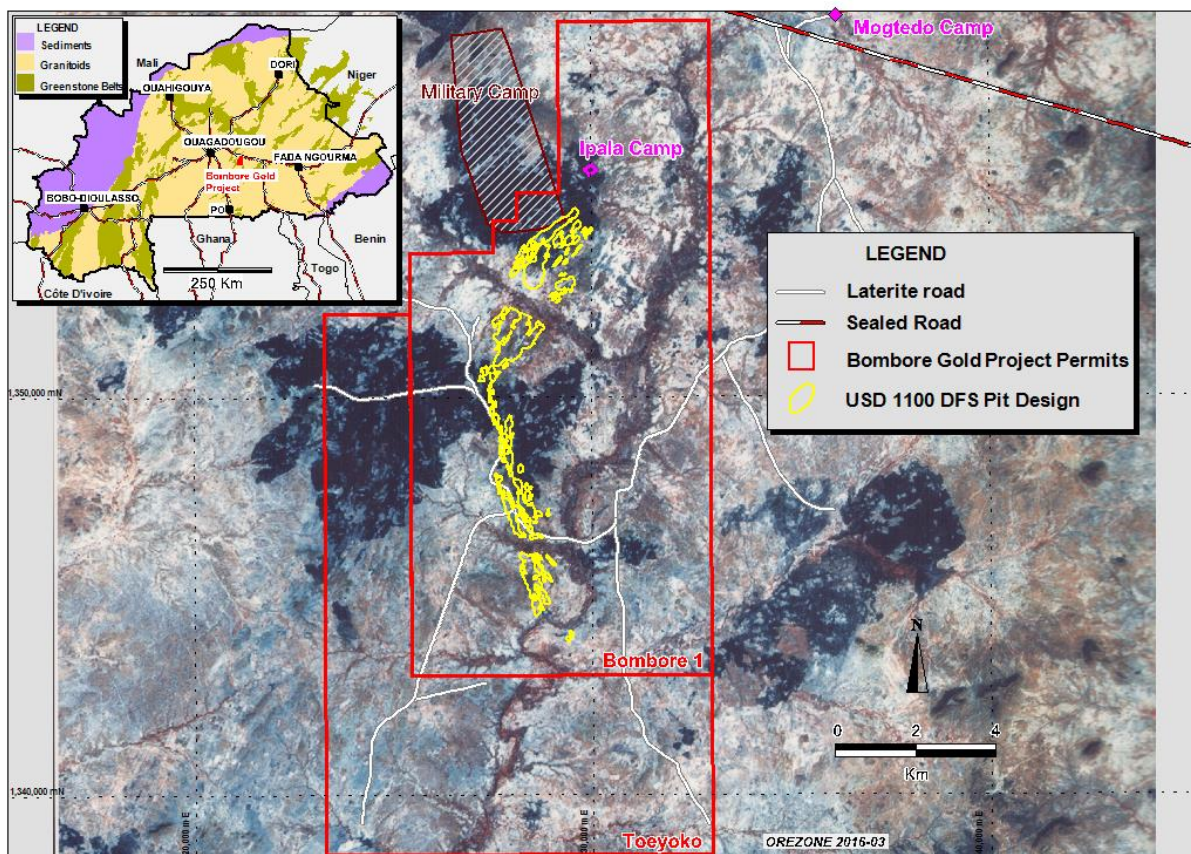 LEGEND
Sediments
Granitoids
Greenstone Belts
Mali
Niger
DORI
OUAHIGOUYA
OUAGADOUGOU
FADA NGOURMA
Bombore Gold
Project
BOBO-DIOULASSO
PO
Ghana
Benin
Togo
Côte D'ivoire
250 Km
Mogtedo Camp
Military Camp
Ipala Camp
LEGEND
Laterite road
Sealed Road
Bombore Gold Project Permits
USD 1100 DFS Pit Design
1,350,000 mN
Bombore 1
N
0 2 4
Km
1,340,000 mN
Toeyoko
OREZONE 2016-03